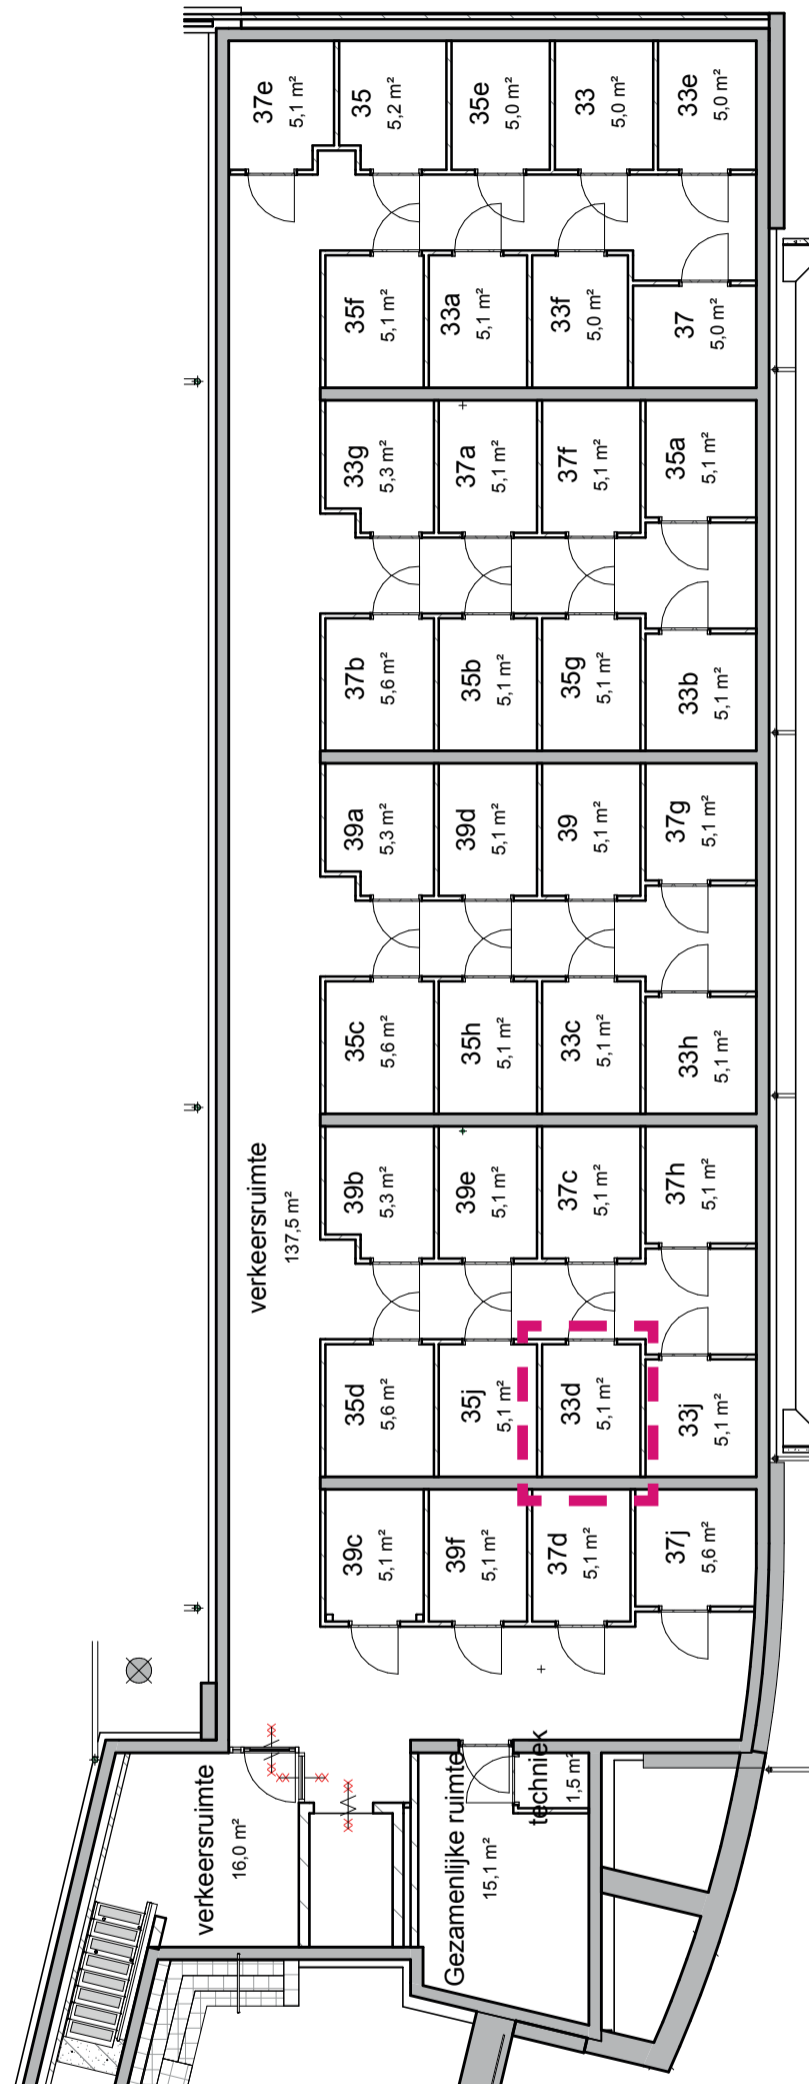 37e
5,1 m²
35
5,2 m²
35e
5,0 m²
33
5,0 m²
33e
5,0 m²
35f
5,1 m²
33a
5,1 m²
33f
5,0 m²
37
5,0 m²
33g
5,3 m²
37a
5,1 m²
37f
5,1 m²
35a
5,1 m²
37b
5,6 m²
35b
5,1 m²
35g
5,1 m²
33b
5,1 m²
39a
5,3 m²
39d
5,1 m²
39
5,1 m²
37g
5,1 m²
35c
5,6 m²
35h
5,1 m²
33c
5,1 m²
33h
5,1 m²
verkeersruimte
137,5 m²
39b
5,3 m²
39e
5,1 m²
37c
5,1 m²
37h
5,1 m²
35d
5,6 m²
35j
5,1 m²
33d
5,1 m²
33j
5,1 m²
39c
5,1 m²
39f
5,1 m²
37d
5,1 m²
37j
5,6 m²
verkeersruimte
16,0 m²
Gezamenlijke ruimte
15,1 m²
techniek
1,5 m²